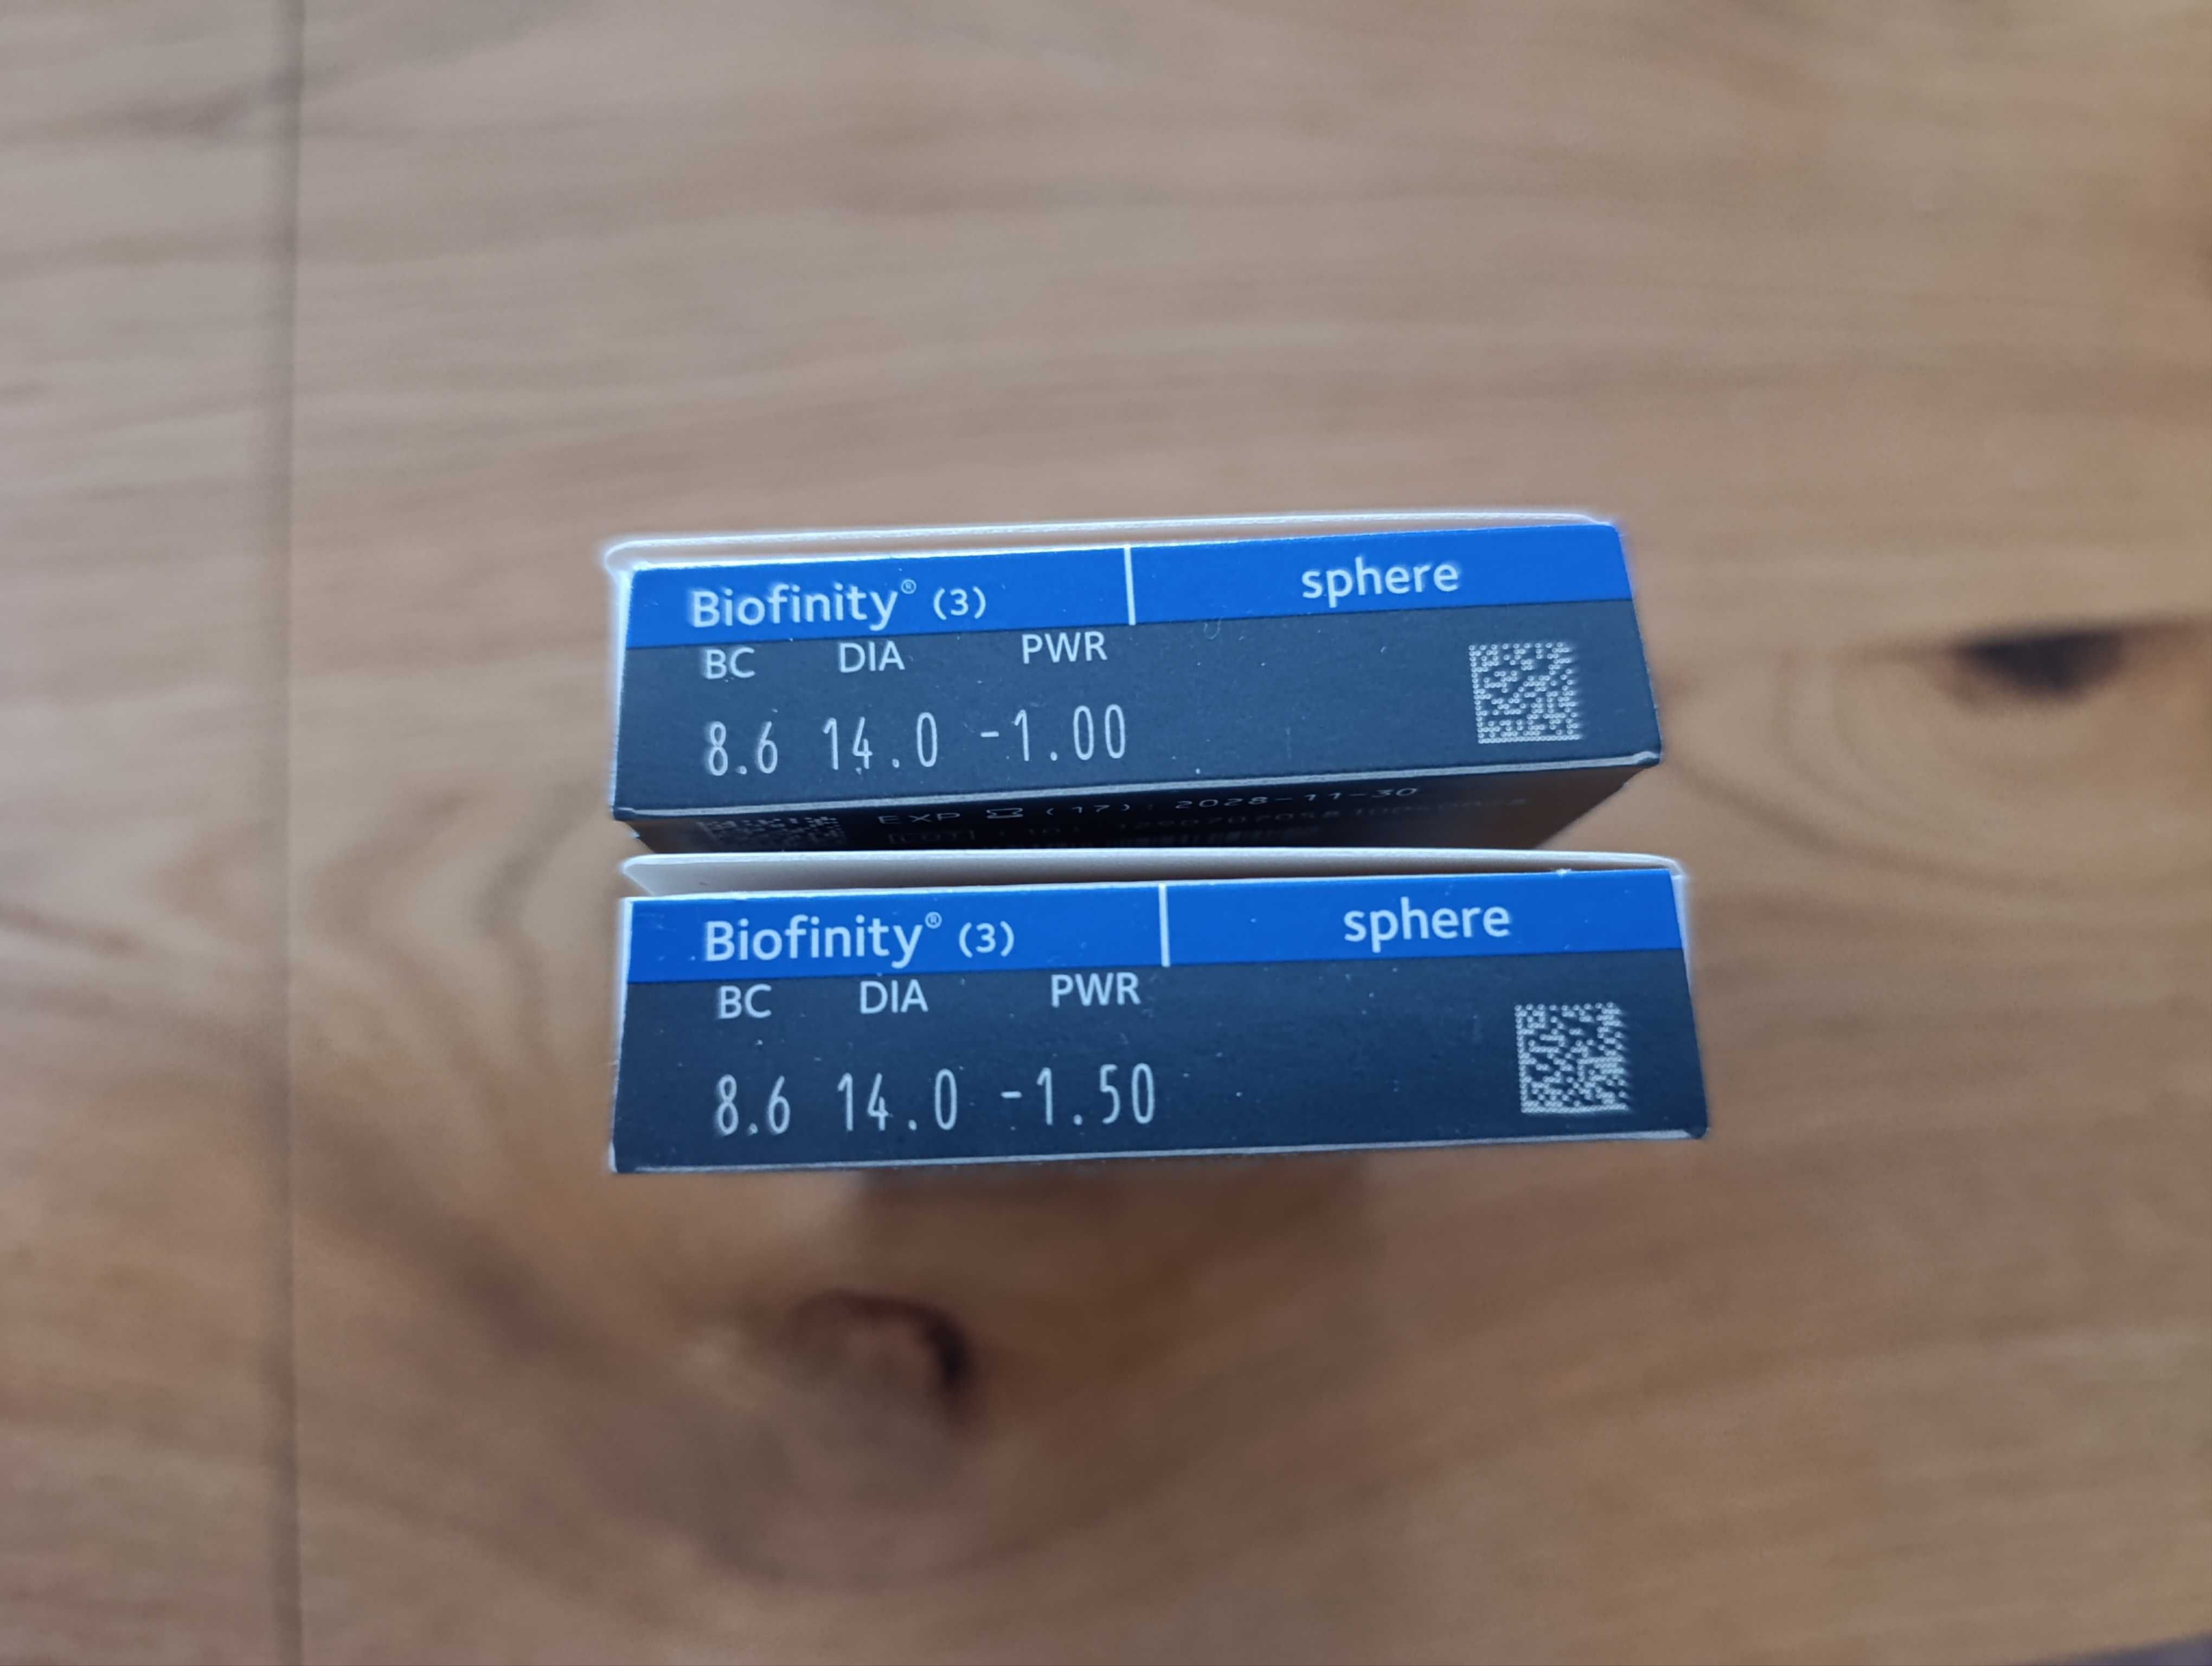 Biofinity® (3) sphere
BC DIA PWR
8.6 14.0 -1.00
EXP (17): 2028-11-30
Biofinity® (3) sphere
BC DIA PWR
8.6 14.0 -1.50